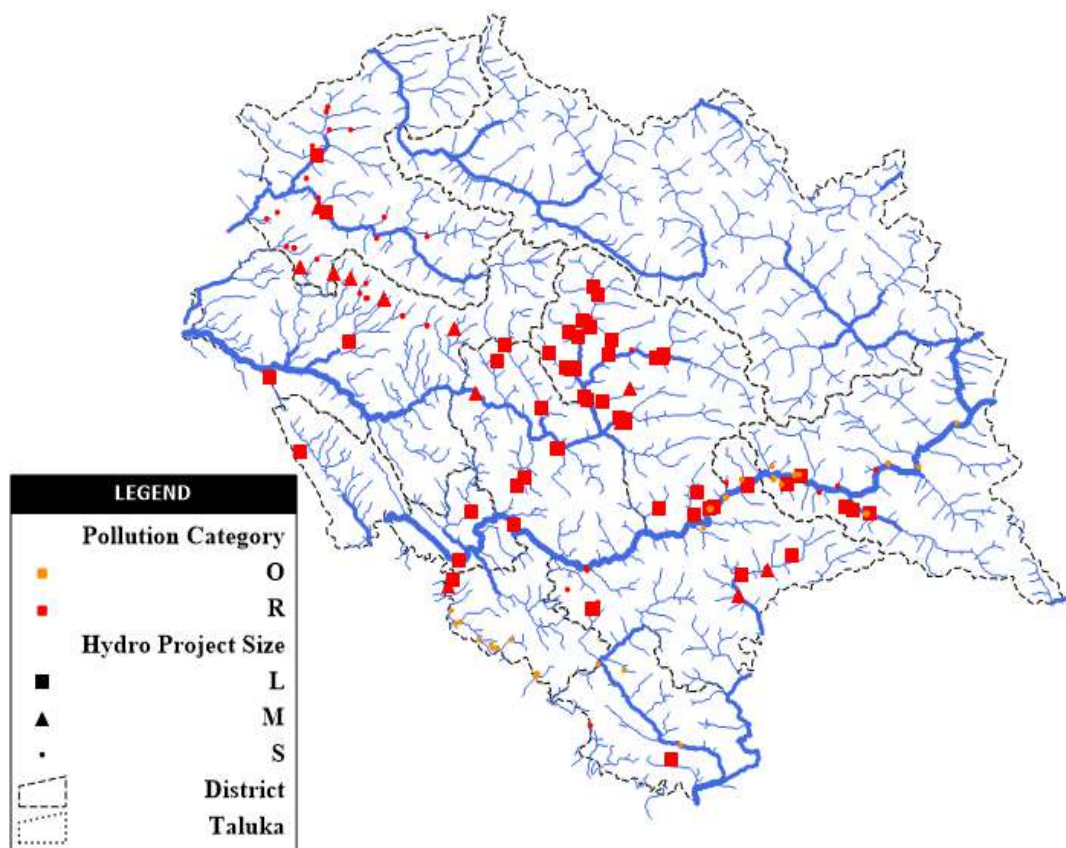 LEGEND
Pollution Category
O
R
Hydro Project Size
L
M
S
District
Taluka